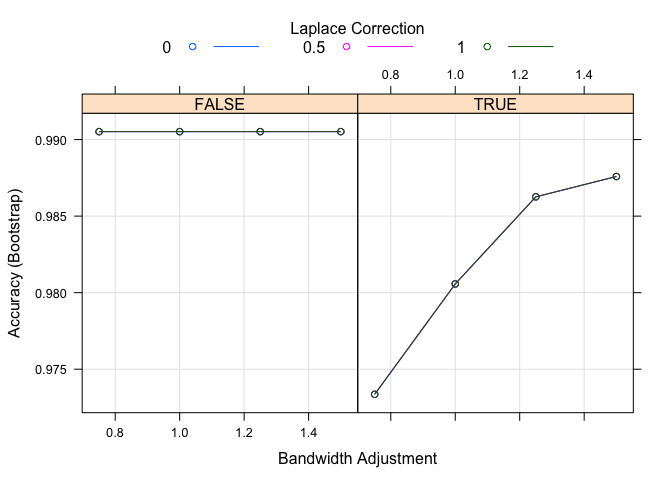 Laplace Correction
0 0.5 1
0.8 1.0 1.2 1.4
FALSE TRUE
0.990
0.985
0.980
0.975
Accuracy (Bootstrap)
0.8 1.0 1.2 1.4
Bandwidth Adjustment